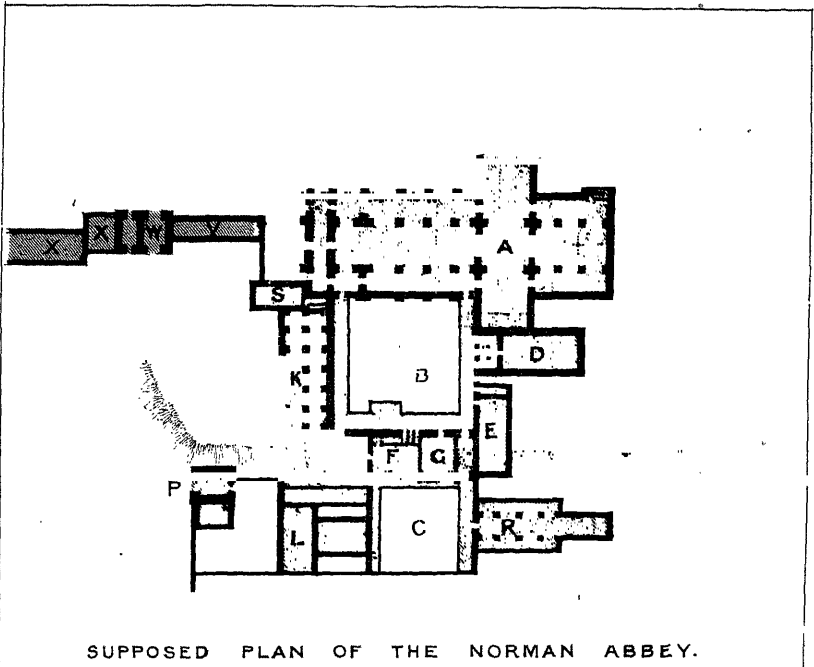 A
X X W V
S
B
D
K
E
F G
P
L
C
R
SUPPOSED PLAN OF THE NORMAN ABBEY.